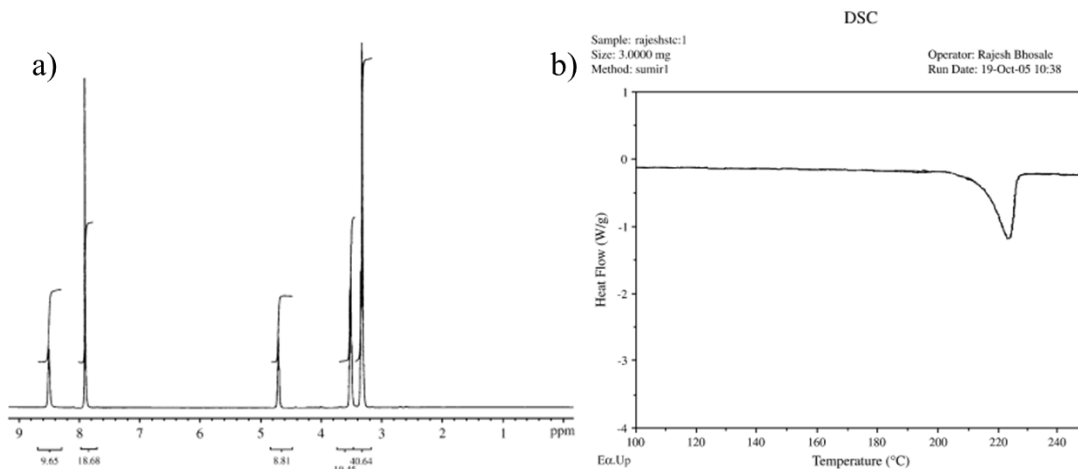 a)
9 8 7 6 5 4 3 2 1 ppm
9.65 18.68 8.81 40.64
b)
DSC
Sample: rajeshstc:1
Size: 3.0000 mg
Method: sumir1
Operator: Rajesh Bhosale
Run Date: 19-Oct-05 10:38
1
0
-1
-2
-3
-4
Heat Flow (W/g)
100 120 140 160 180 200 220 240
Eα.Up
Temperature (°C)